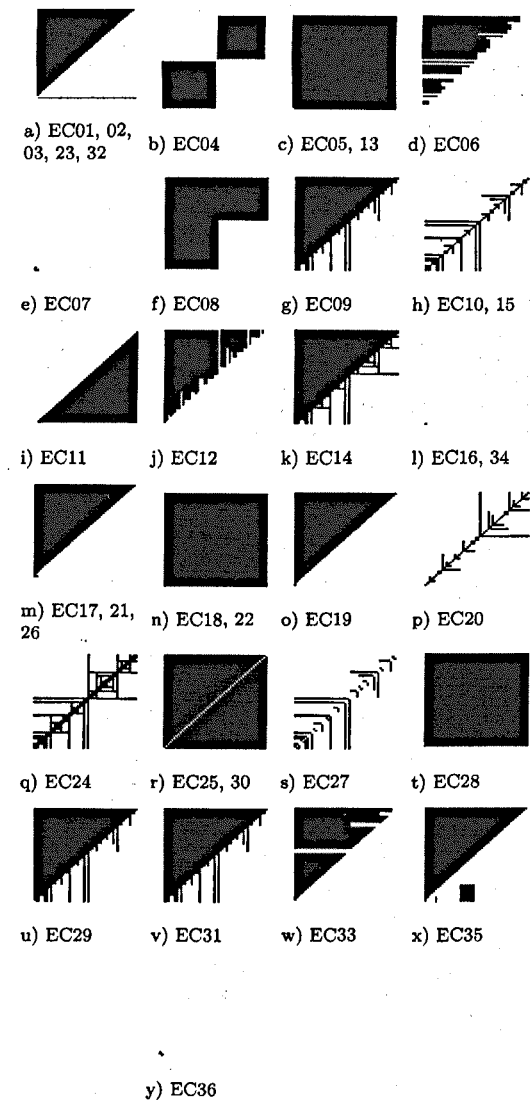 a) EC01, 02,
03, 23, 32
b) EC04
c) EC05, 13
d) EC06
e) EC07
f) EC08
g) EC09
h) EC10, 15
i) EC11
j) EC12
k) EC14
l) EC16, 34
m) EC17, 21,
26
n) EC18, 22
o) EC19
p) EC20
q) EC24
r) EC25, 30
s) EC27
t) EC28
u) EC29
v) EC31
w) EC33
x) EC35
y) EC36